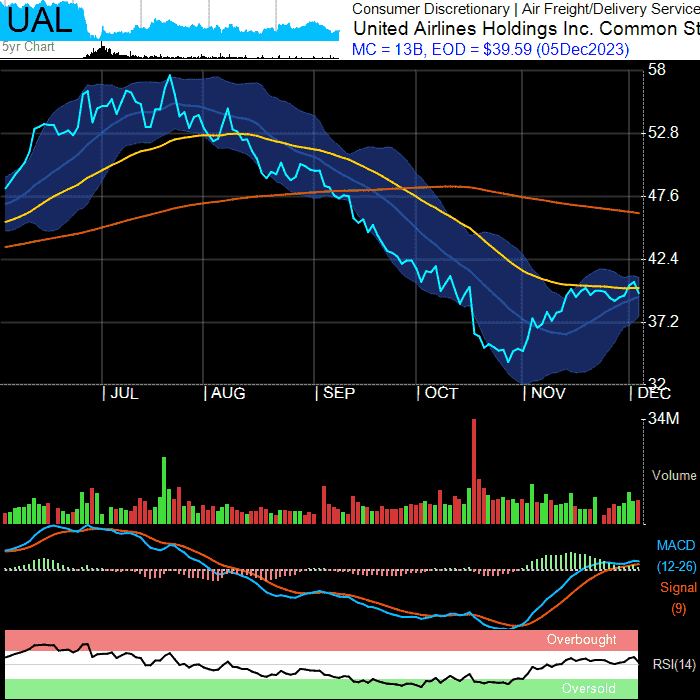 UAL
5yr Chart
Consumer Discretionary | Air Freight/Delivery Service
United Airlines Holdings Inc. Common St
MC = 13B, EOD = $39.59 (05Dec2023)
58
52.8
47.6
42.4
37.2
32
| JUL | AUG | SEP | OCT | NOV | DEC
34M
Volume
MACD
(12-26)
Signal
(9)
Overbought
RSI(14)
Oversold